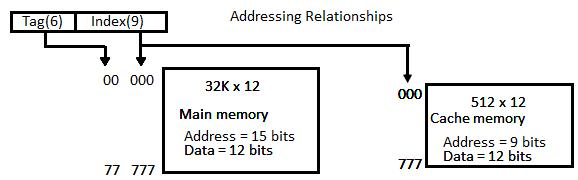 Addressing Relationships
Tag(6) Index(9)
00 000
32K x 12
Main memory
Address = 15 bits
Data = 12 bits
77 777
000
512 x 12
Cache memory
Address = 9 bits
Data = 12 bits
777